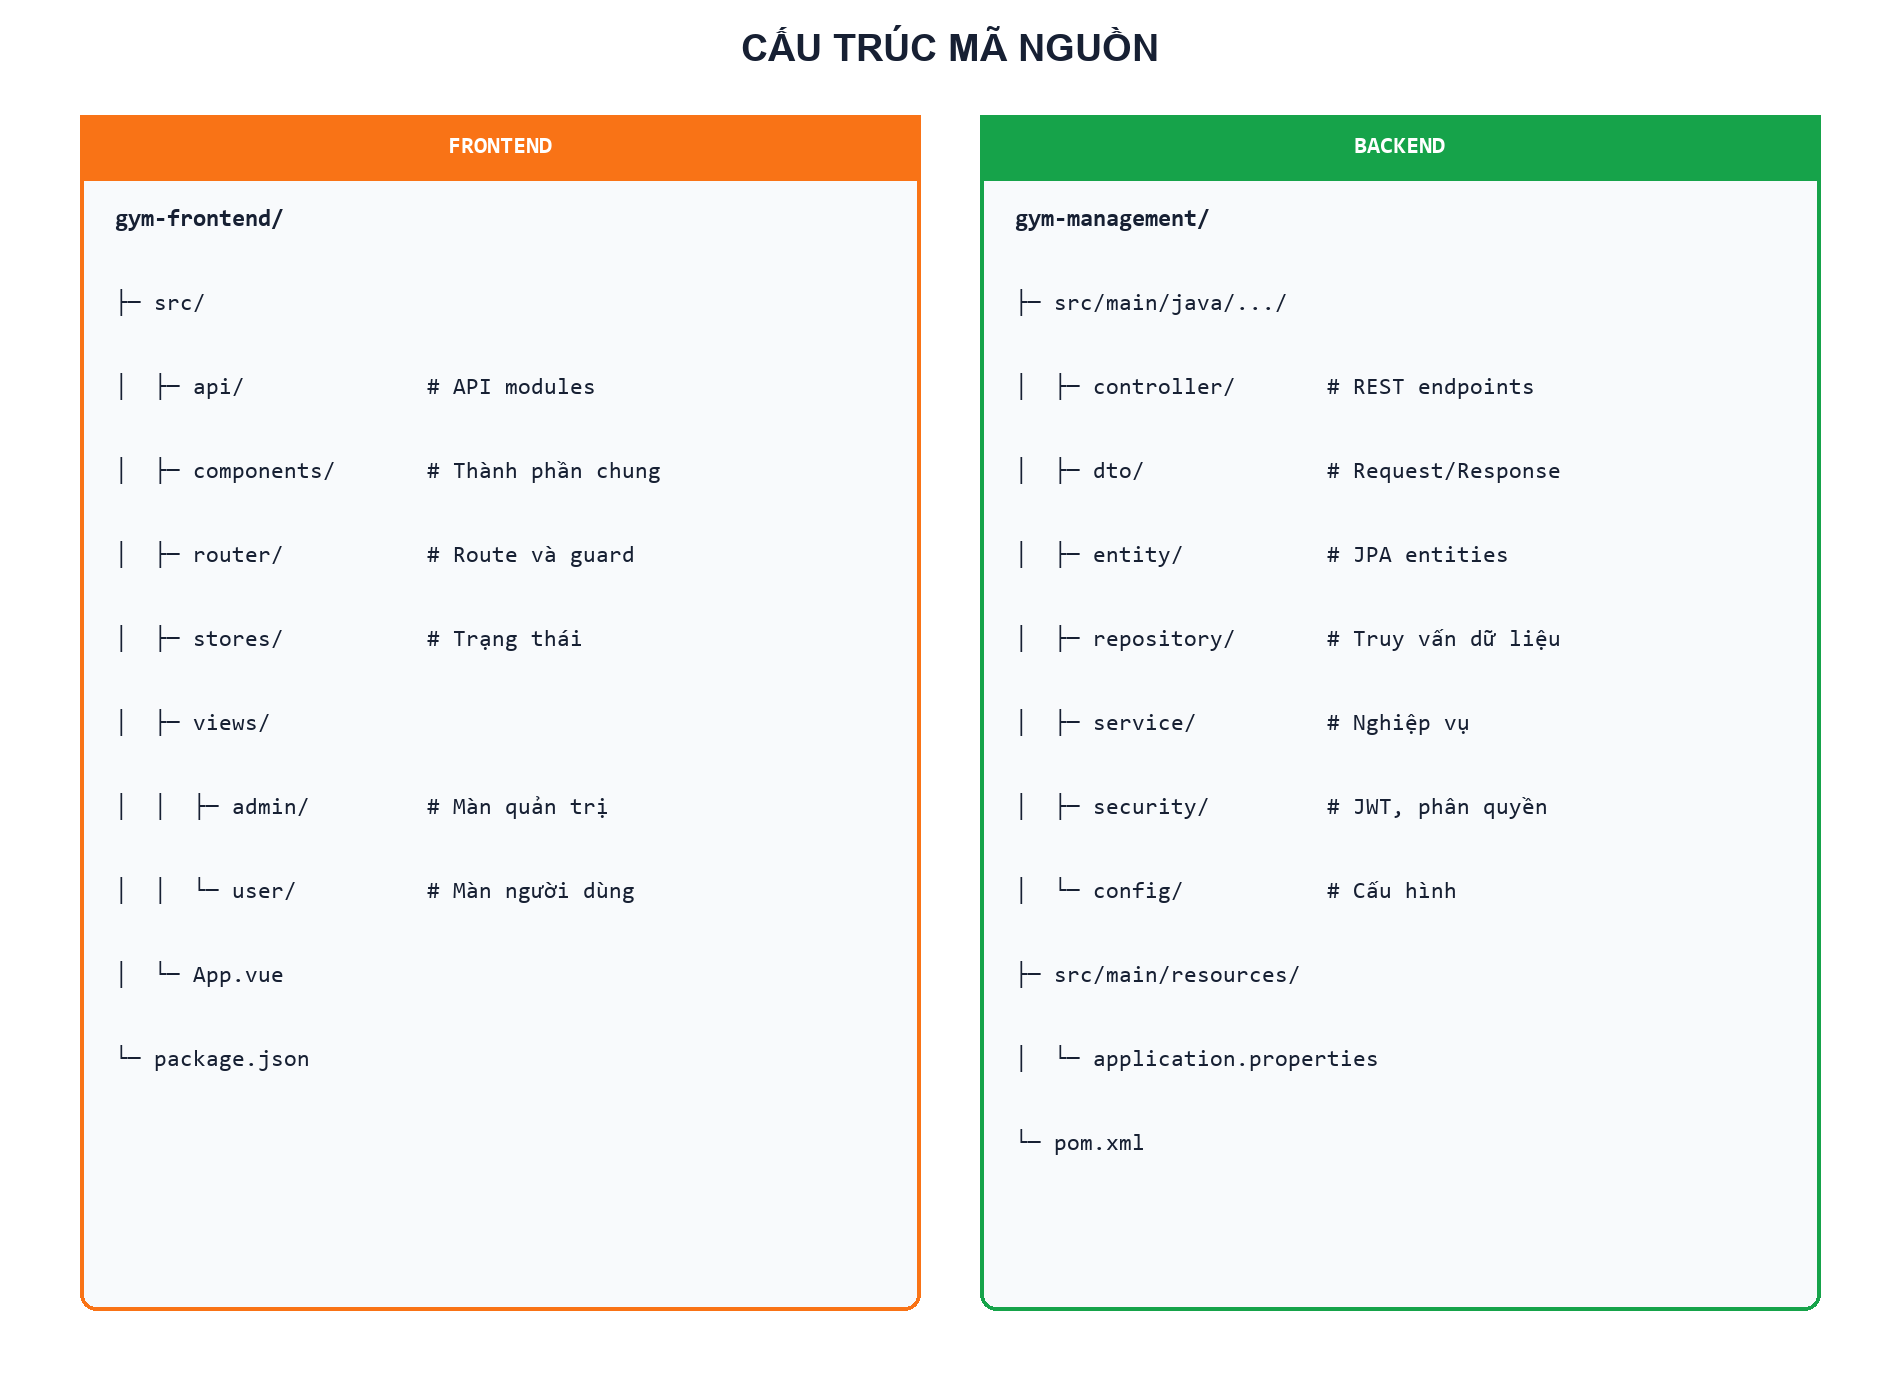 CẤU TRÚC MÃ NGUỒN
FRONTEND
gym-frontend/
├─ src/
│  ├─ api/              # API modules
│  ├─ components/       # Thành phần chung
│  ├─ router/           # Route và guard
│  ├─ stores/           # Trạng thái
│  ├─ views/
│  │  ├─ admin/         # Màn quản trị
│  │  └─ user/          # Màn người dùng
│  └─ App.vue
└─ package.json
BACKEND
gym-management/
├─ src/main/java/.../
│  ├─ controller/       # REST endpoints
│  ├─ dto/              # Request/Response
│  ├─ entity/           # JPA entities
│  ├─ repository/       # Truy vấn dữ liệu
│  ├─ service/          # Nghiệp vụ
│  ├─ security/         # JWT, phân quyền
│  └─ config/           # Cấu hình
├─ src/main/resources/
│  └─ application.properties
└─ pom.xml